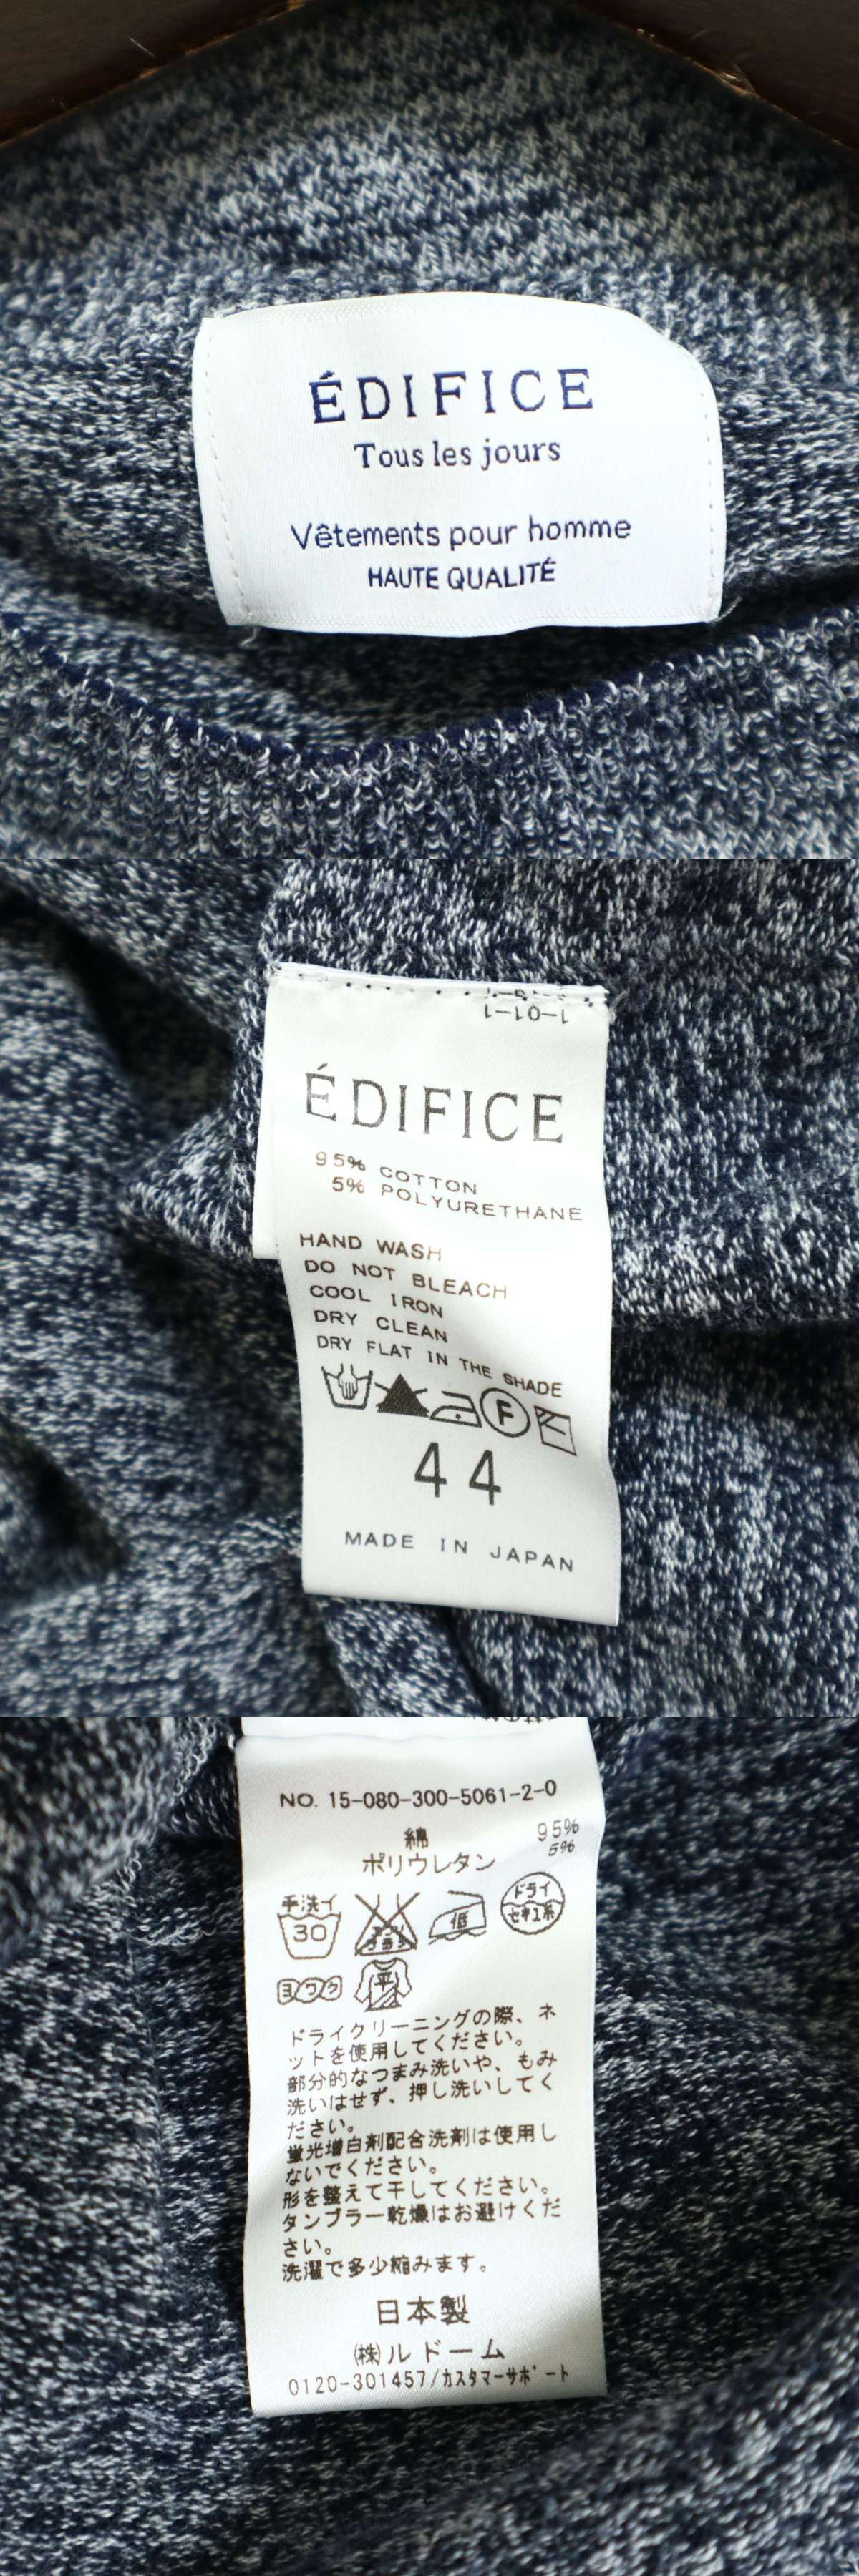 ÉDIFICE
Tous les jours
Vêtements pour homme
HAUTE QUALITÉ
1-01-1
ÉDIFICE
95% COTTON
5% POLYURETHANE
HAND WASH
DO NOT BLEACH
COOL IRON
DRY CLEAN
DRY FLAT IN THE SHADE
F
44
MADE IN JAPAN
NO. 15-080-300-5061-2-0
綿 95%
ポリウレタン 5%
手洗イ
30
低
ドライ
セキユ系
ヨワク
平
ドライクリーニングの際、ネ
ットを使用してください。
部分的なつまみ洗いや、もみ
洗いはせず、押し洗いしてく
ださい。
蛍光増白剤配合洗剤は使用し
ないでください。
形を整えて干してください。
タンブラー乾燥はお避けくだ
さい。
洗濯で多少縮みます。
日本製
㈱ルドーム
0120-301457/カスタマーサポート